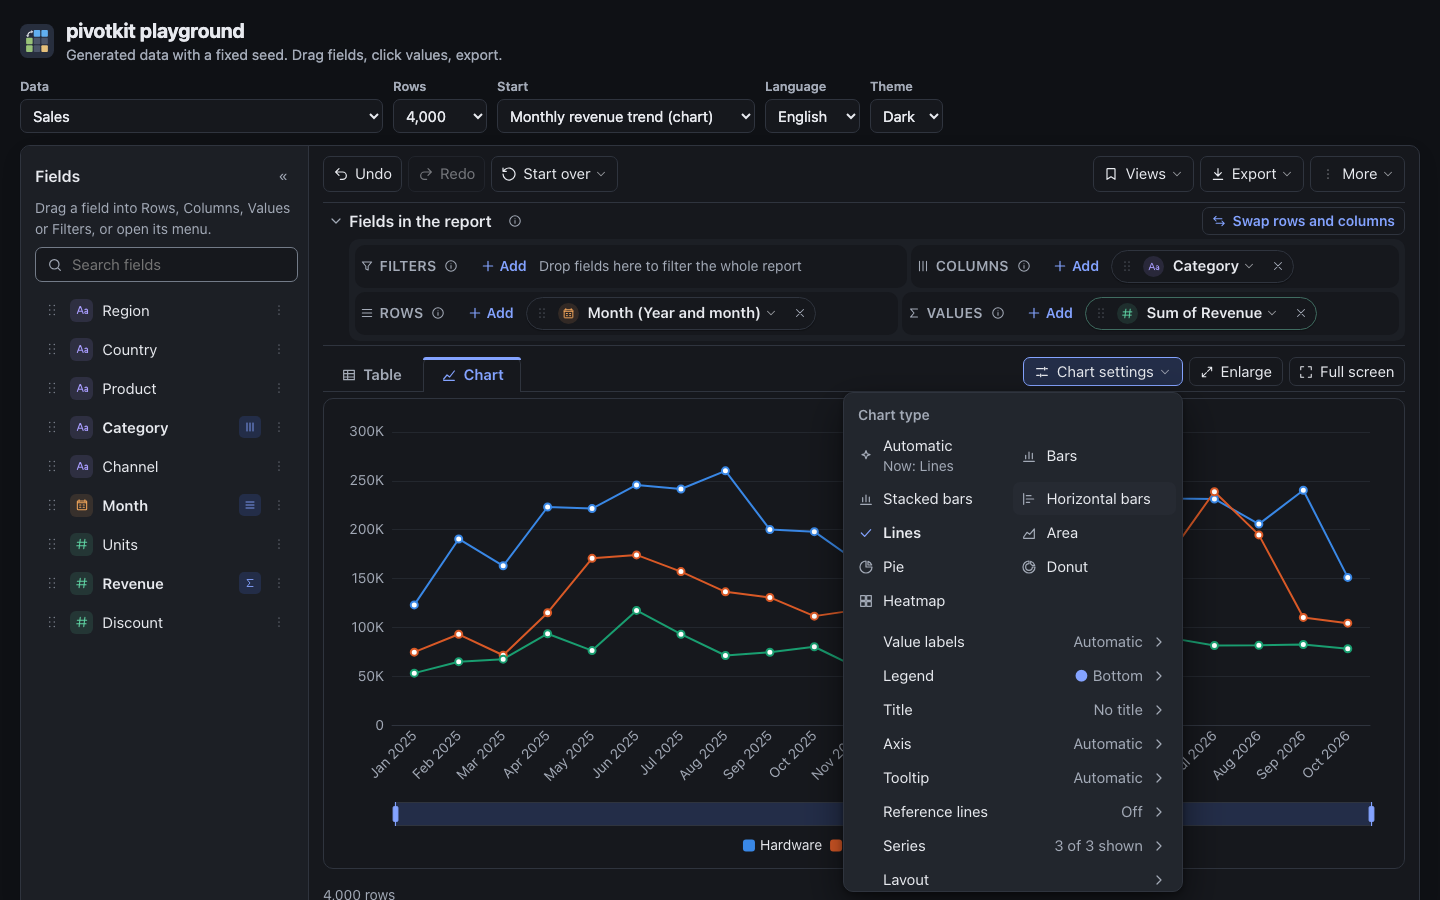 pivotkit playground
Generated data with a fixed seed. Drag fields, click values, export.
Data
Rows
Start
Language
Theme
Sales
4,000
Monthly revenue trend (chart)
English
Dark
Fields
«
Drag a field into Rows, Columns, Values
or Filters, or open its menu.
Search fields
Aa Region
Aa Country
Aa Product
Aa Category
Aa Channel
Month
# Units
# Revenue Σ
# Discount
Undo
Redo
Start over
Views
Export
More
Fields in the report
Swap rows and columns
FILTERS
+ Add
Drop fields here to filter the whole report
COLUMNS
+ Add
Aa Category
ROWS
+ Add
Month (Year and month)
Σ VALUES
+ Add
# Sum of Revenue
Table
Chart
Chart settings
Enlarge
Full screen
300K
250K
200K
150K
100K
50K
0
Jan 2025
Feb 2025
Mar 2025
Apr 2025
May 2025
Jun 2025
Jul 2025
Aug 2025
Sep 2025
Oct 2025
Nov 2
Aug 2026
Sep 2026
Oct 2026
Hardware
Chart type
Automatic
Now: Lines
Bars
Stacked bars
Horizontal bars
Lines
Area
Pie
Donut
Heatmap
Value labels Automatic
Legend Bottom
Title No title
Axis Automatic
Tooltip Automatic
Reference lines Off
Series 3 of 3 shown
Layout
4,000 rows